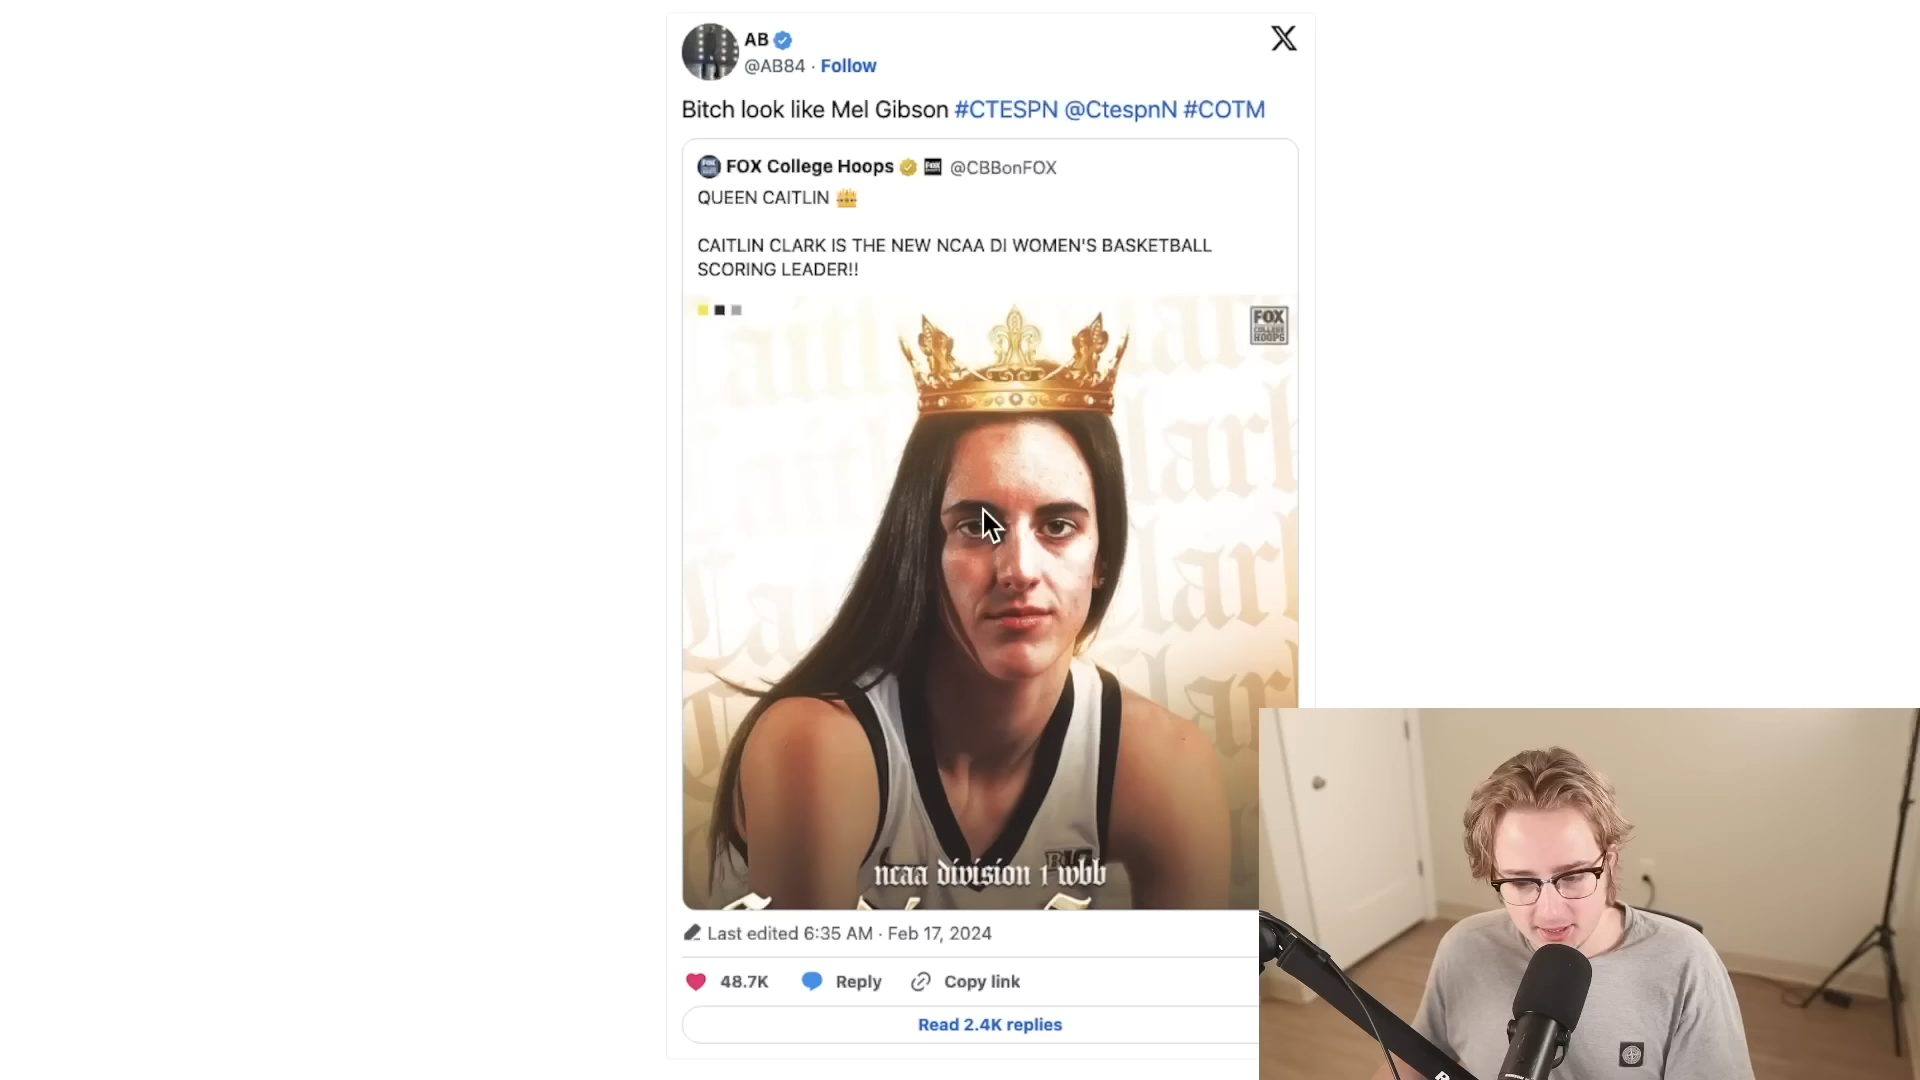 AB
@AB84 · Follow
Bitch look like Mel Gibson #CTESPN @CtespnN #COTM
FOX College Hoops @CBBonFOX
QUEEN CAITLIN
CAITLIN CLARK IS THE NEW NCAA DI WOMEN'S BASKETBALL
SCORING LEADER!!
FOX
COLLEGE
HOOPS
ncaa division 1 wbb
Last edited 6:35 AM · Feb 17, 2024
48.7K Reply Copy link
Read 2.4K replies